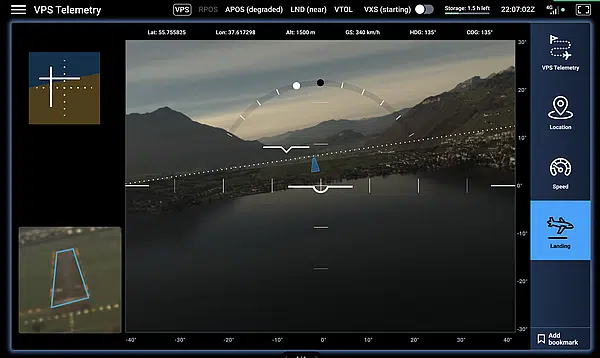 VPS Telemetry
VPS RPOS APOS (degraded) LND (near) VTOL VXS (starting) Storage: 1.5 h left 22:07:02Z 4G
Lat: 55.755825 Lon: 37.617298 Alt: 1500 m GS: 340 km/h HDG: 135° COG: 135°
30°
20°
10°
0°
-10°
-20°
-30°
-40° -30° -20° -10° 0° 10° 20° 30° 40°
VPS Telemetry
Location
Speed
Landing
Add
bookmark